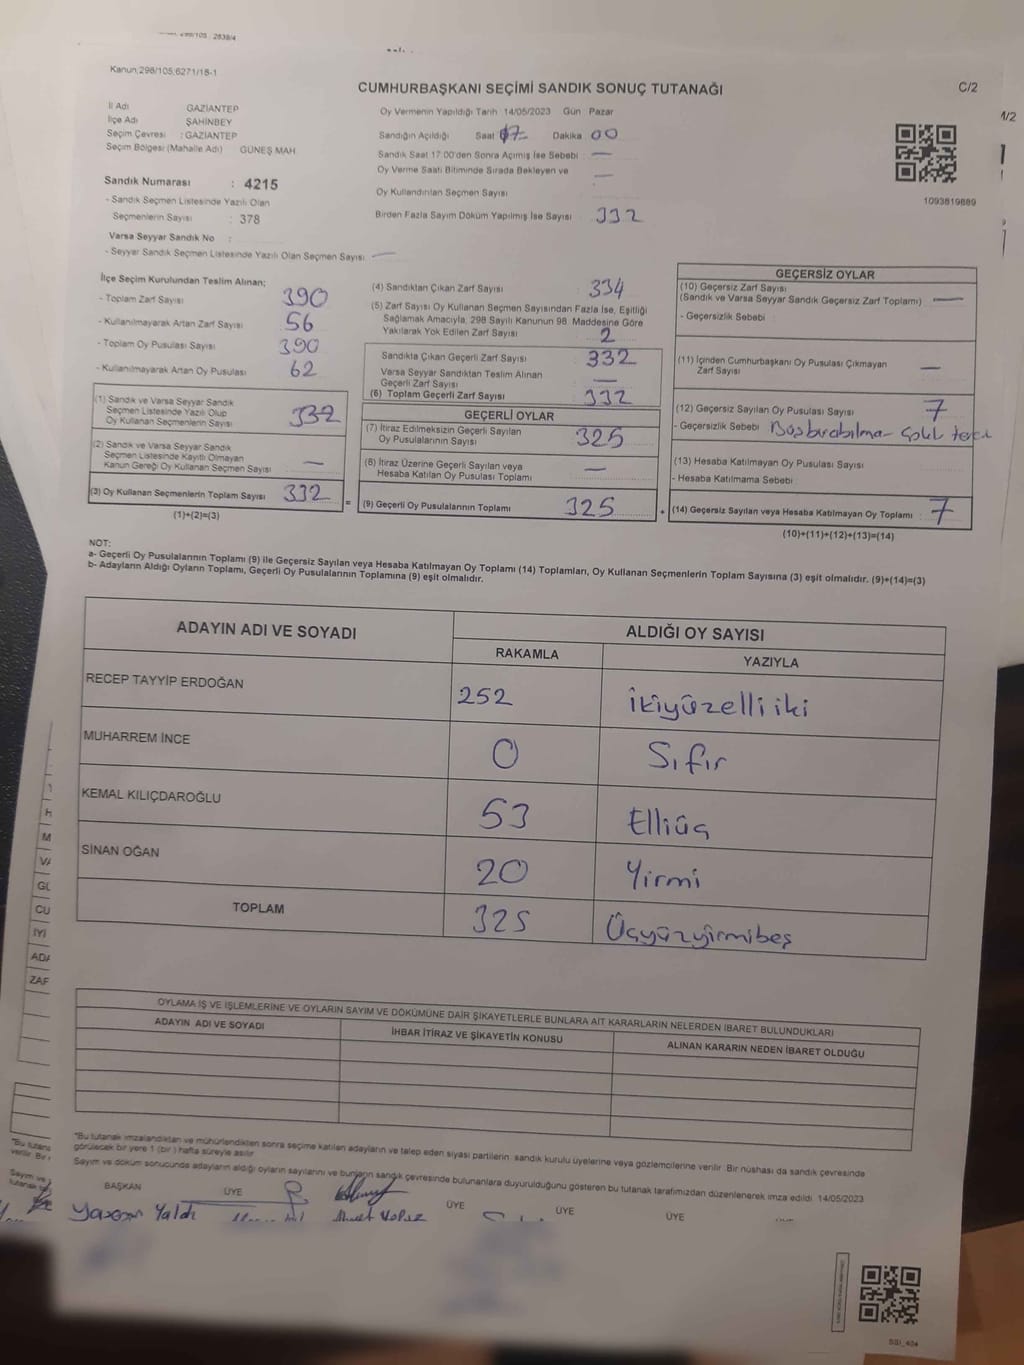 Kanun;298/105;6271/18-1
CUMHURBAŞKANI SEÇİMİ SANDIK SONUÇ TUTANAĞI
C/2
1/2
İl Adı GAZİANTEP
İlçe Adı ŞAHİNBEY
Seçim Çevresi : GAZİANTEP
Seçim Bölgesi (Mahalle Adı) GÜNEŞ MAH.
Sandık Numarası : 4215
- Sandık Seçmen Listesinde Yazılı Olan
Seçmenlerin Sayısı : 378
Varsa Seyyar Sandık No :
- Seyyar Sandık Seçmen Listesinde Yazılı Olan Seçmen Sayısı —
Oy Vermenin Yapıldığı Tarih 14/05/2023 Gün Pazar
Sandığın Açıldığı Saat 17 Dakika 00
Sandık Saat 17:00'den Sonra Açımış İse Sebebi : —
Oy Verme Saati Bitiminde Sırada Bekleyen ve
Oy Kullandırılan Seçmen Sayısı —
Birden Fazla Sayım Döküm Yapılmış İse Sayısı 332
1093819889
İlçe Seçim Kurulundan Teslim Alınan;
- Toplam Zarf Sayısı 390
- Kullanılmayarak Artan Zarf Sayısı 56
- Toplam Oy Pusulası Sayısı 390
- Kullanılmayarak Artan Oy Pusulası 62
(1) Sandık ve Varsa Seyyar Sandık
Seçmen Listesinde Yazılı Olup
Oy Kullanan Seçmenlerin Sayısı 332
(2) Sandık ve Varsa Seyyar Sandık
Seçmen Listesinde Kayıtlı Olmayan
Kanun Gereği Oy Kullanan Seçmen Sayısı —
(3) Oy Kullanan Seçmenlerin Toplam Sayısı 332
(1)+(2)=(3)
(4) Sandıktan Çıkan Zarf Sayısı : 334
(5) Zarf Sayısı Oy Kullanan Seçmen Sayısından Fazla İse, Eşitliği
Sağlamak Amacıyla, 298 Sayılı Kanunun 98. Maddesine Göre
Yakılarak Yok Edilen Zarf Sayısı 2
Sandıkta Çıkan Geçerli Zarf Sayısı 332
Varsa Seyyar Sandıktan Teslim Alınan
Geçerli Zarf Sayısı —
(6) Toplam Geçerli Zarf Sayısı 332
GEÇERLİ OYLAR
(7) İtiraz Edilmeksizin Geçerli Sayılan
Oy Pusulalarının Sayısı 325
(8) İtiraz Üzerine Geçerli Sayılan veya
Hesaba Katılan Oy Pusulası Toplamı —
= (9) Geçerli Oy Pusulalarının Toplamı 325
GEÇERSİZ OYLAR
(10) Geçersiz Zarf Sayısı
(Sandık ve Varsa Seyyar Sandık Geçersiz Zarf Toplamı) —
- Geçersizlik Sebebi
(11) İçinden Cumhurbaşkanı Oy Pusulası Çıkmayan
Zarf Sayısı —
(12) Geçersiz Sayılan Oy Pusulası Sayısı 7
- Geçersizlik Sebebi
(13) Hesaba Katılmayan Oy Pusulası Sayısı
- Hesaba Katılmama Sebebi
+ (14) Geçersiz Sayılan veya Hesaba Katılmayan Oy Toplamı : 7
(10)+(11)+(12)+(13)=(14)
NOT:
a- Geçerli Oy Pusulalarının Toplamı (9) ile Geçersiz Sayılan veya Hesaba Katılmayan Oy Toplamı (14) Toplamları, Oy Kullanan Seçmenlerin Toplam Sayısına (3) eşit olmalıdır. (9)+(14)=(3)
b- Adayların Aldığı Oyların Toplamı, Geçerli Oy Pusulalarının Toplamına (9) eşit olmalıdır.
ADAYIN ADI VE SOYADI ALDIĞI OY SAYISI
RAKAMLA YAZIYLA
RECEP TAYYİP ERDOĞAN 252 İkiyüzelli iki
MUHARREM İNCE 0 Sıfır
KEMAL KILIÇDAROĞLU 53 Elliüç
SİNAN OĞAN 20 Yirmi
TOPLAM 325 Üçyüzyirmibeş
OYLAMA İŞ VE İŞLEMLERİNE VE OYLARIN SAYIM VE DÖKÜMÜNE DAİR ŞİKAYETLERLE BUNLARA AİT KARARLARIN NELERDEN İBARET BULUNDUKLARI
ADAYIN ADI VE SOYADI İHBAR İTİRAZ VE ŞİKAYETİN KONUSU ALINAN KARARIN NEDEN İBARET OLDUĞU
*Bu tutanak imzalandıktan ve mühürlendikten sonra seçime katılan adayların ve talep eden siyasi partilerin, sandık kurulu üyelerine veya gözlemcilerine verilir. Bir nüshası da sandık çevresinde
görülecek bir yere 1 (bir) hafta süreyle asılır
Sayım ve döküm sonucunda adayların aldığı oyların sayılarını ve bunların sandık çevresinde bulunanlara duyurulduğunu gösteren bu tutanak tarafımızdan düzenlenerek imza edildi. 14/05/2023
BAŞKAN ÜYE ÜYE ÜYE ÜYE